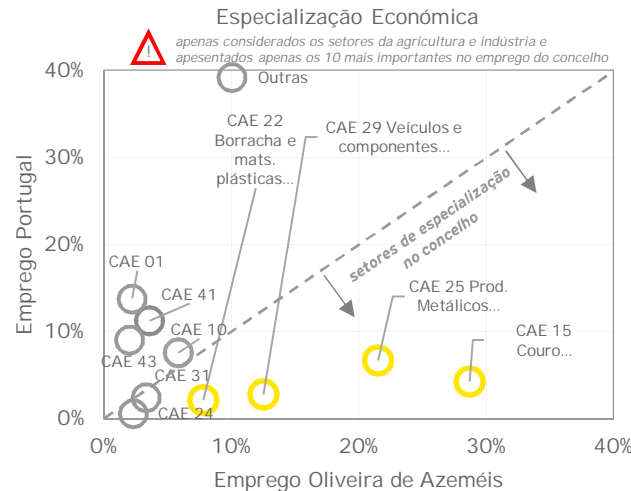 Especialização Económica
!
apenas considerados os setores da agricultura e indústria e
apesentados apenas os 10 mais importantes no emprego do concelho
40%
30%
20%
10%
0%
Emprego Portugal
Outras
CAE 22
Borracha e
mats.
plásticas...
CAE 29 Veículos e
componentes...
setores de especialização
no concelho
CAE 01
CAE 41
CAE 10
CAE 43
CAE 31
CAE 24
CAE 25 Prod.
Metálicos...
CAE 15
Couro...
0%
10%
20%
30%
40%
Emprego Oliveira de Azeméis